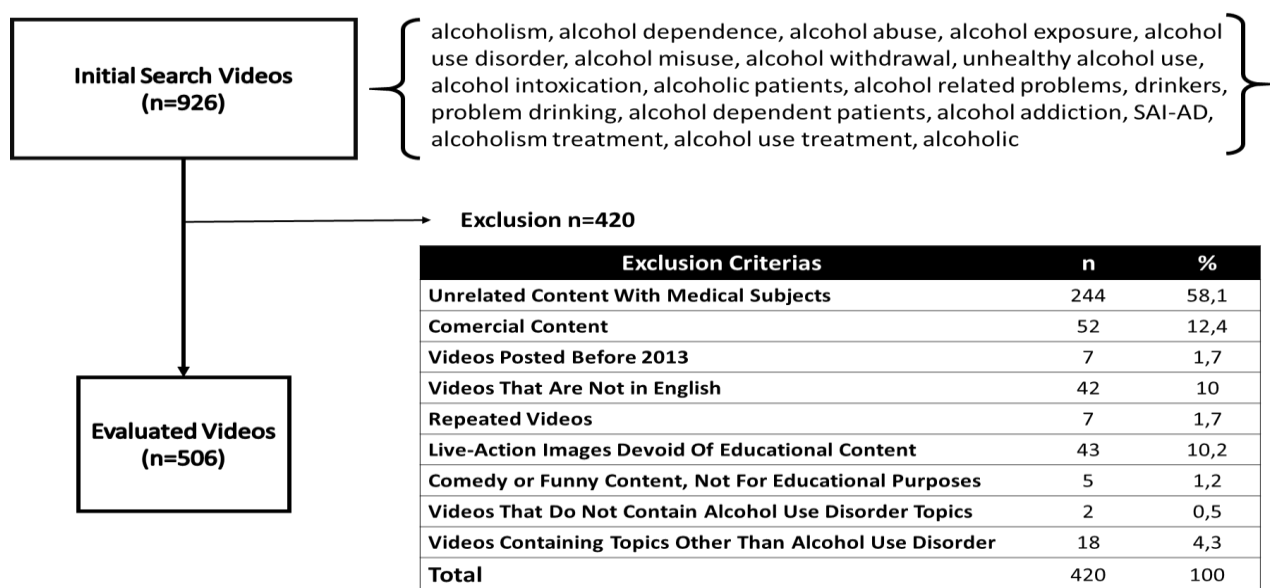 Initial Search Videos
(n=926)
alcoholism, alcohol dependence, alcohol abuse, alcohol exposure, alcohol
use disorder, alcohol misuse, alcohol withdrawal, unhealthy alcohol use,
alcohol intoxication, alcoholic patients, alcohol related problems, drinkers,
problem drinking, alcohol dependent patients, alcohol addiction, SAI-AD,
alcoholism treatment, alcohol use treatment, alcoholic
Exclusion n=420
Exclusion Criterias n %
Unrelated Content With Medical Subjects 244 58,1
Comercial Content 52 12,4
Videos Posted Before 2013 7 1,7
Videos That Are Not in English 42 10
Repeated Videos 7 1,7
Live-Action Images Devoid Of Educational Content 43 10,2
Comedy or Funny Content, Not For Educational Purposes 5 1,2
Videos That Do Not Contain Alcohol Use Disorder Topics 2 0,5
Videos Containing Topics Other Than Alcohol Use Disorder 18 4,3
Total 420 100
Evaluated Videos
(n=506)